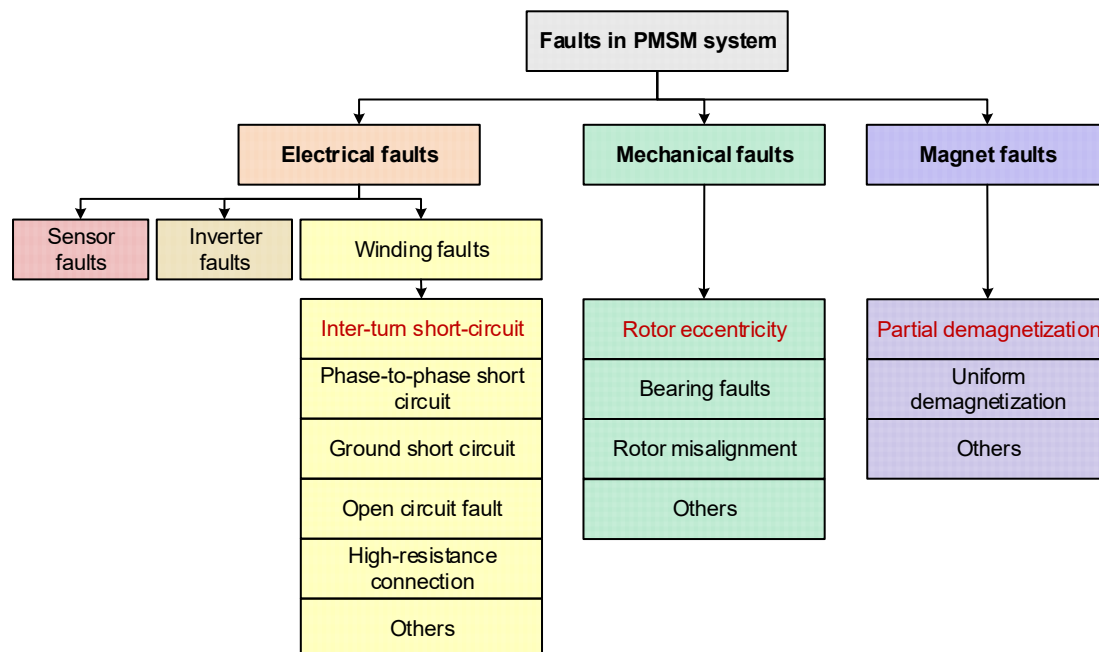 Faults in PMSM system
Electrical faults
Mechanical faults
Magnet faults
Sensor
faults
Inverter
faults
Winding faults
Inter-turn short-circuit
Phase-to-phase short
circuit
Ground short circuit
Open circuit fault
High-resistance
connection
Others
Rotor eccentricity
Bearing faults
Rotor misalignment
Others
Partial demagnetization
Uniform
demagnetization
Others